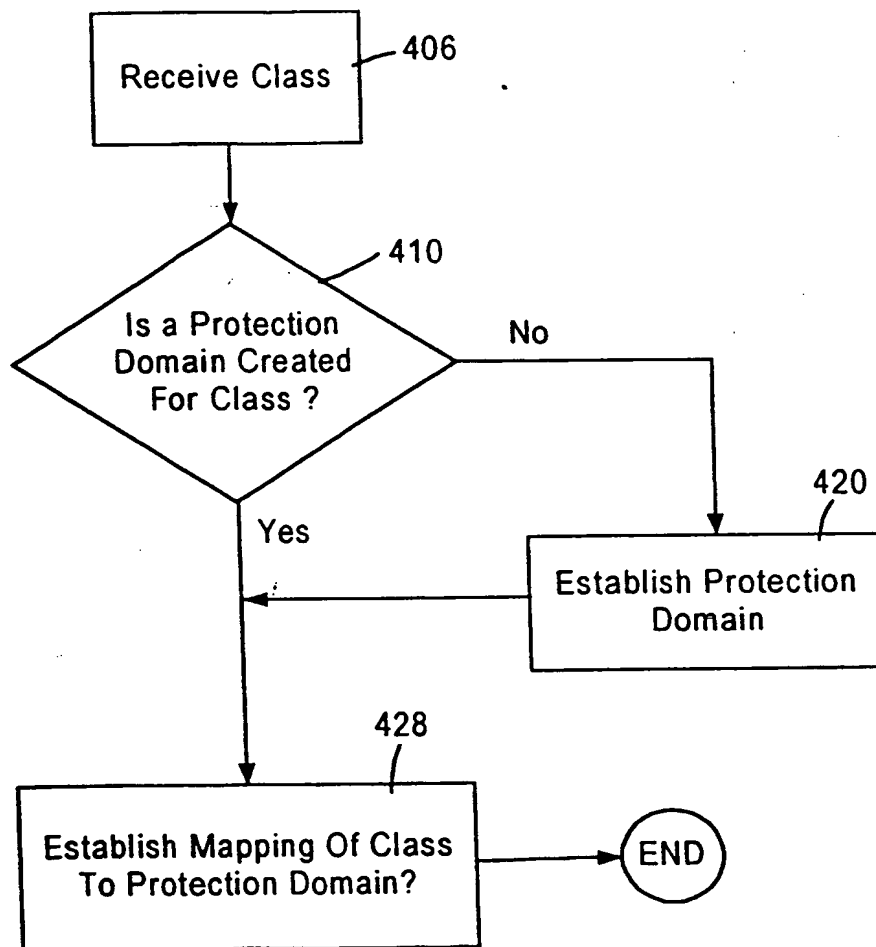 406
Receive Class
410
Is a Protection
Domain Created
For Class ?
No
Yes
420
Establish Protection
Domain
428
Establish Mapping Of Class
To Protection Domain?
END